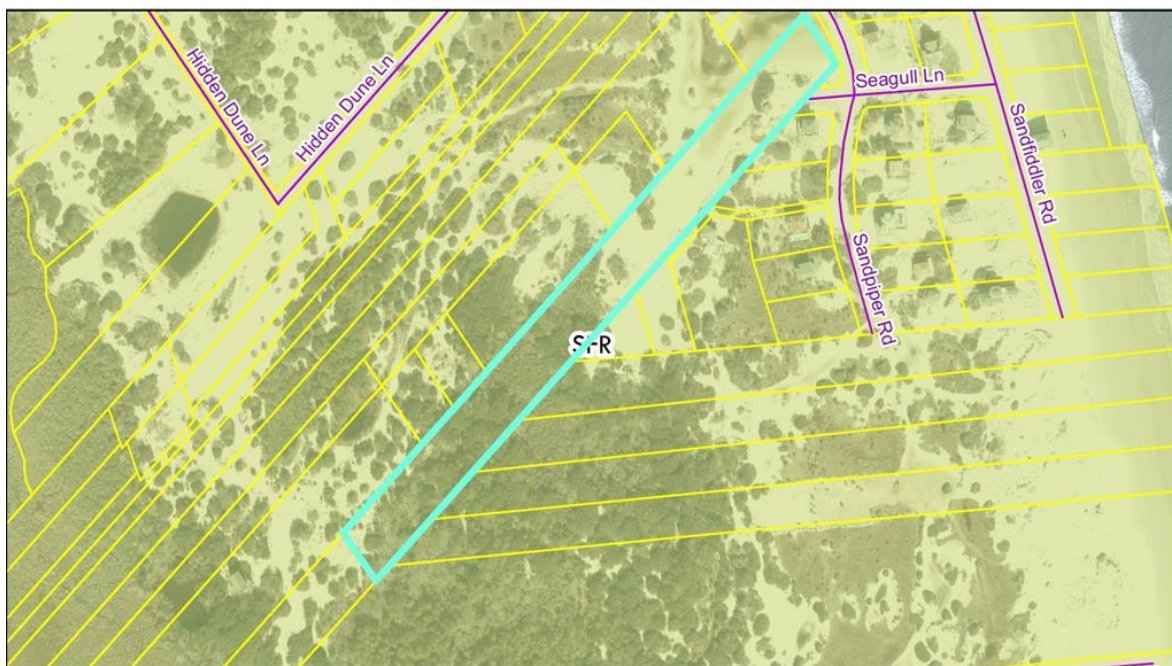 Hidden Dune Ln
Hidden Dune Ln
Seagull Ln
Sandfiddler Rd
Sandpiper Rd
SFR